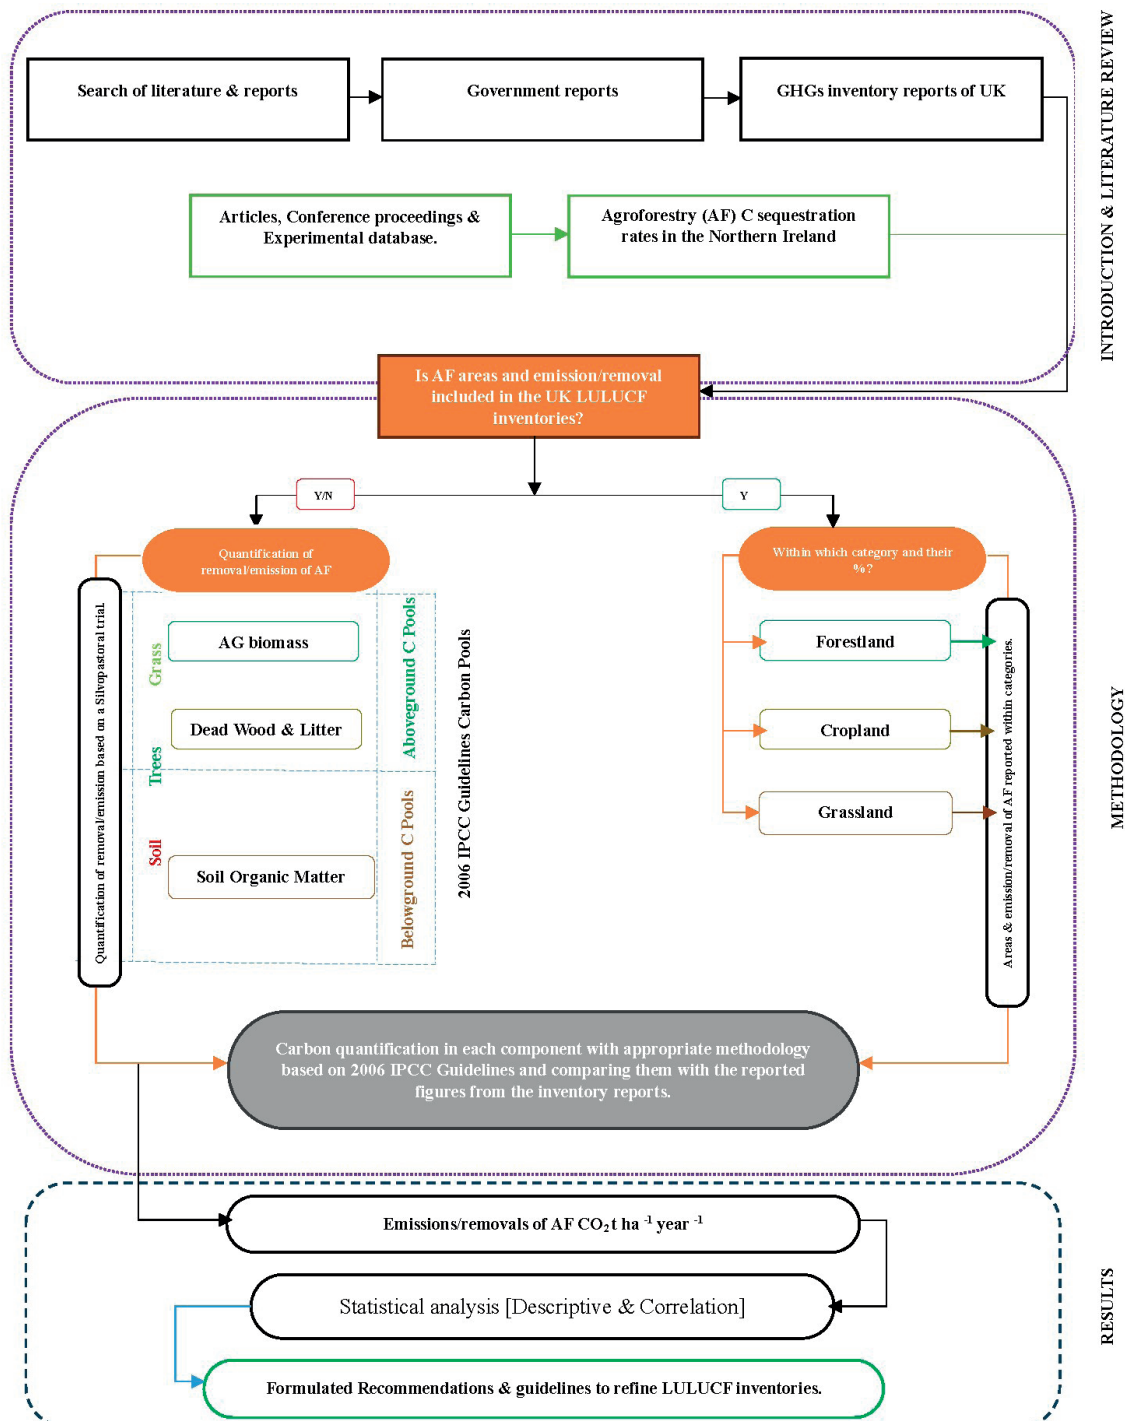 INTRODUCTION & LITERATURE REVIEW
Search of literature & reports
Government reports
GHGs inventory reports of UK
Articles, Conference proceedings &
Experimental database.
Agroforestry (AF) C sequestration
rates in the Northern Ireland
Is AF areas and emission/removal
included in the UK LULUCF
inventories?
METHODOLOGY
Y/N
Y
Quantification of
removal/emission of AF
Within which category and their
%?
Quantification of removal/emission based on a Silvopastoral trial.
Grass
Trees
Soil
AG biomass
Dead Wood & Litter
Soil Organic Matter
Aboveground C Pools
Belowground C Pools
2006 IPCC Guidelines Carbon Pools
Forestland
Cropland
Grassland
Areas & emission/removal of AF reported within categories.
Carbon quantification in each component with appropriate methodology
based on 2006 IPCC Guidelines and comparing them with the reported
figures from the inventory reports.
RESULTS
Emissions/removals of AF CO₂t ha ⁻¹ year ⁻¹
Statistical analysis [Descriptive & Correlation]
Formulated Recommendations & guidelines to refine LULUCF inventories.